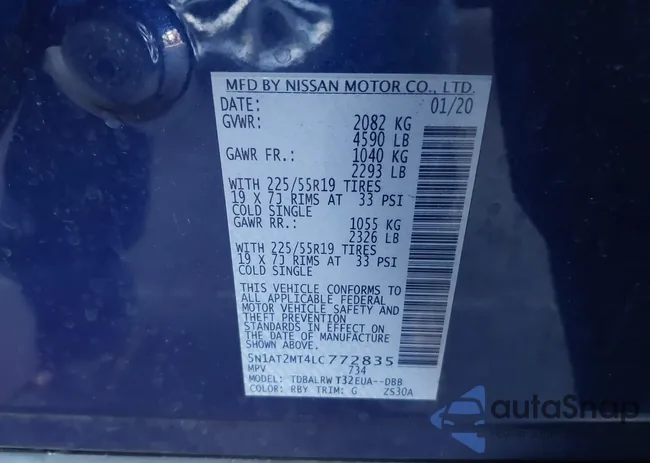 MFD BY NISSAN MOTOR CO., LTD.
DATE: 01/20
GVWR: 2082 KG
4590 LB
GAWR FR.: 1040 KG
2293 LB
WITH 225/55R19 TIRES
19 X 7J RIMS AT 33 PSI
COLD SINGLE
GAWR RR.: 1055 KG
2326 LB
WITH 225/55R19 TIRES
19 X 7J RIMS AT 33 PSI
COLD SINGLE
THIS VEHICLE CONFORMS TO
ALL APPLICABLE FEDERAL
MOTOR VEHICLE SAFETY AND
THEFT PREVENTION
STANDARDS IN EFFECT ON
THE DATE OF MANUFACTURE
SHOWN ABOVE.
5N1AT2MT4LC772835
MPV 734
MODEL: TDBALRW T32EUA--DBB
COLOR: RBY TRIM: G ZS30A
autoSnap